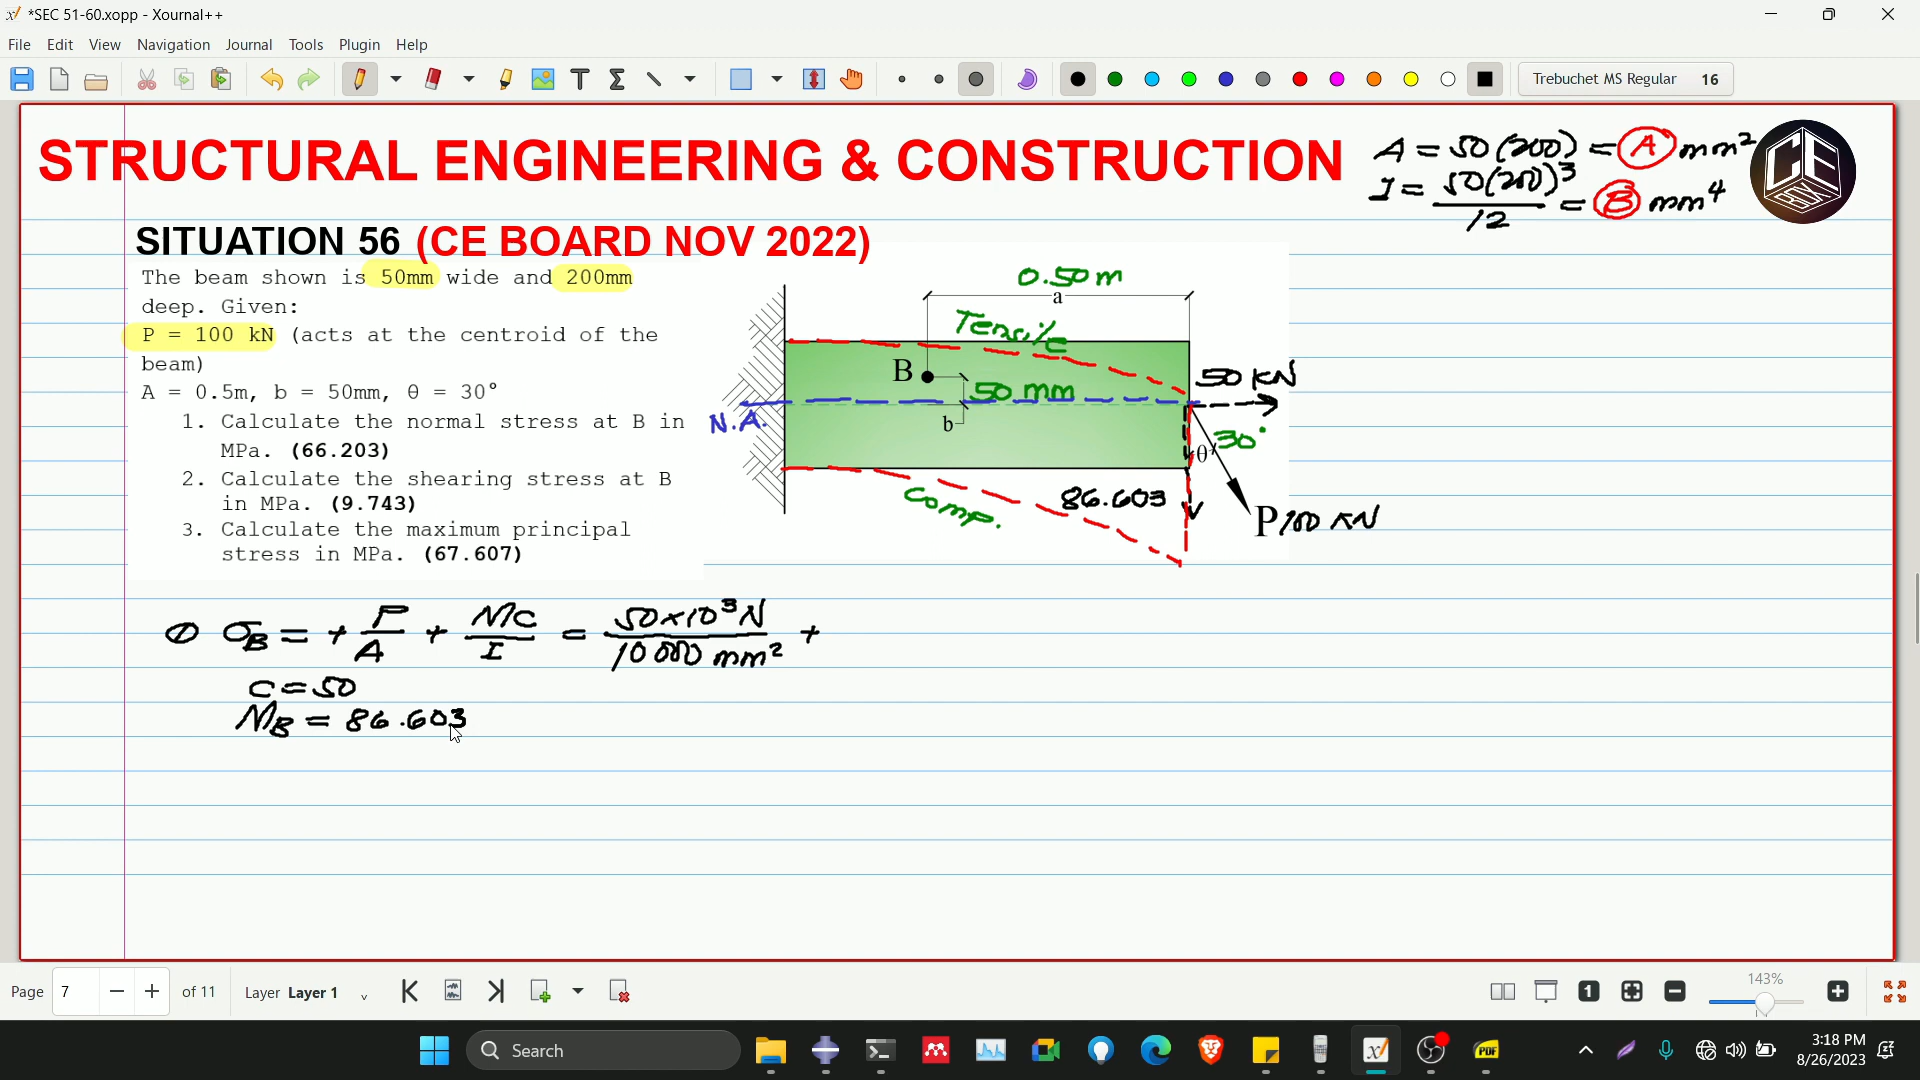 *SEC 51-60.xopp - Xournal++
File Edit View Navigation Journal Tools Plugin Help
Trebuchet MS Regular 16
STRUCTURAL ENGINEERING & CONSTRUCTION
A = 50(200) = A mm²
I = 50(200)³/12 = B mm⁴
CE
BOX
SITUATION 56 (CE BOARD NOV 2022)
The beam shown is 50mm wide and 200mm
deep. Given:
P = 100 kN (acts at the centroid of the
beam)
A = 0.5m, b = 50mm, θ = 30°
1. Calculate the normal stress at B in
MPa. (66.203)
2. Calculate the shearing stress at B
in MPa. (9.743)
3. Calculate the maximum principal
stress in MPa. (67.607)
0.50 m
a
Tensile
B
50 mm
50 KN
N.A.
b
30°
θ
Comp.
86.603
P 100 KN
① σB = + P/A + MC/I = 50x10³N/10 000 mm² +
C = 50
MB = 86.603
Page 7 of 11 Layer Layer 1
1
143%
Search
PDF
3:18 PM
8/26/2023